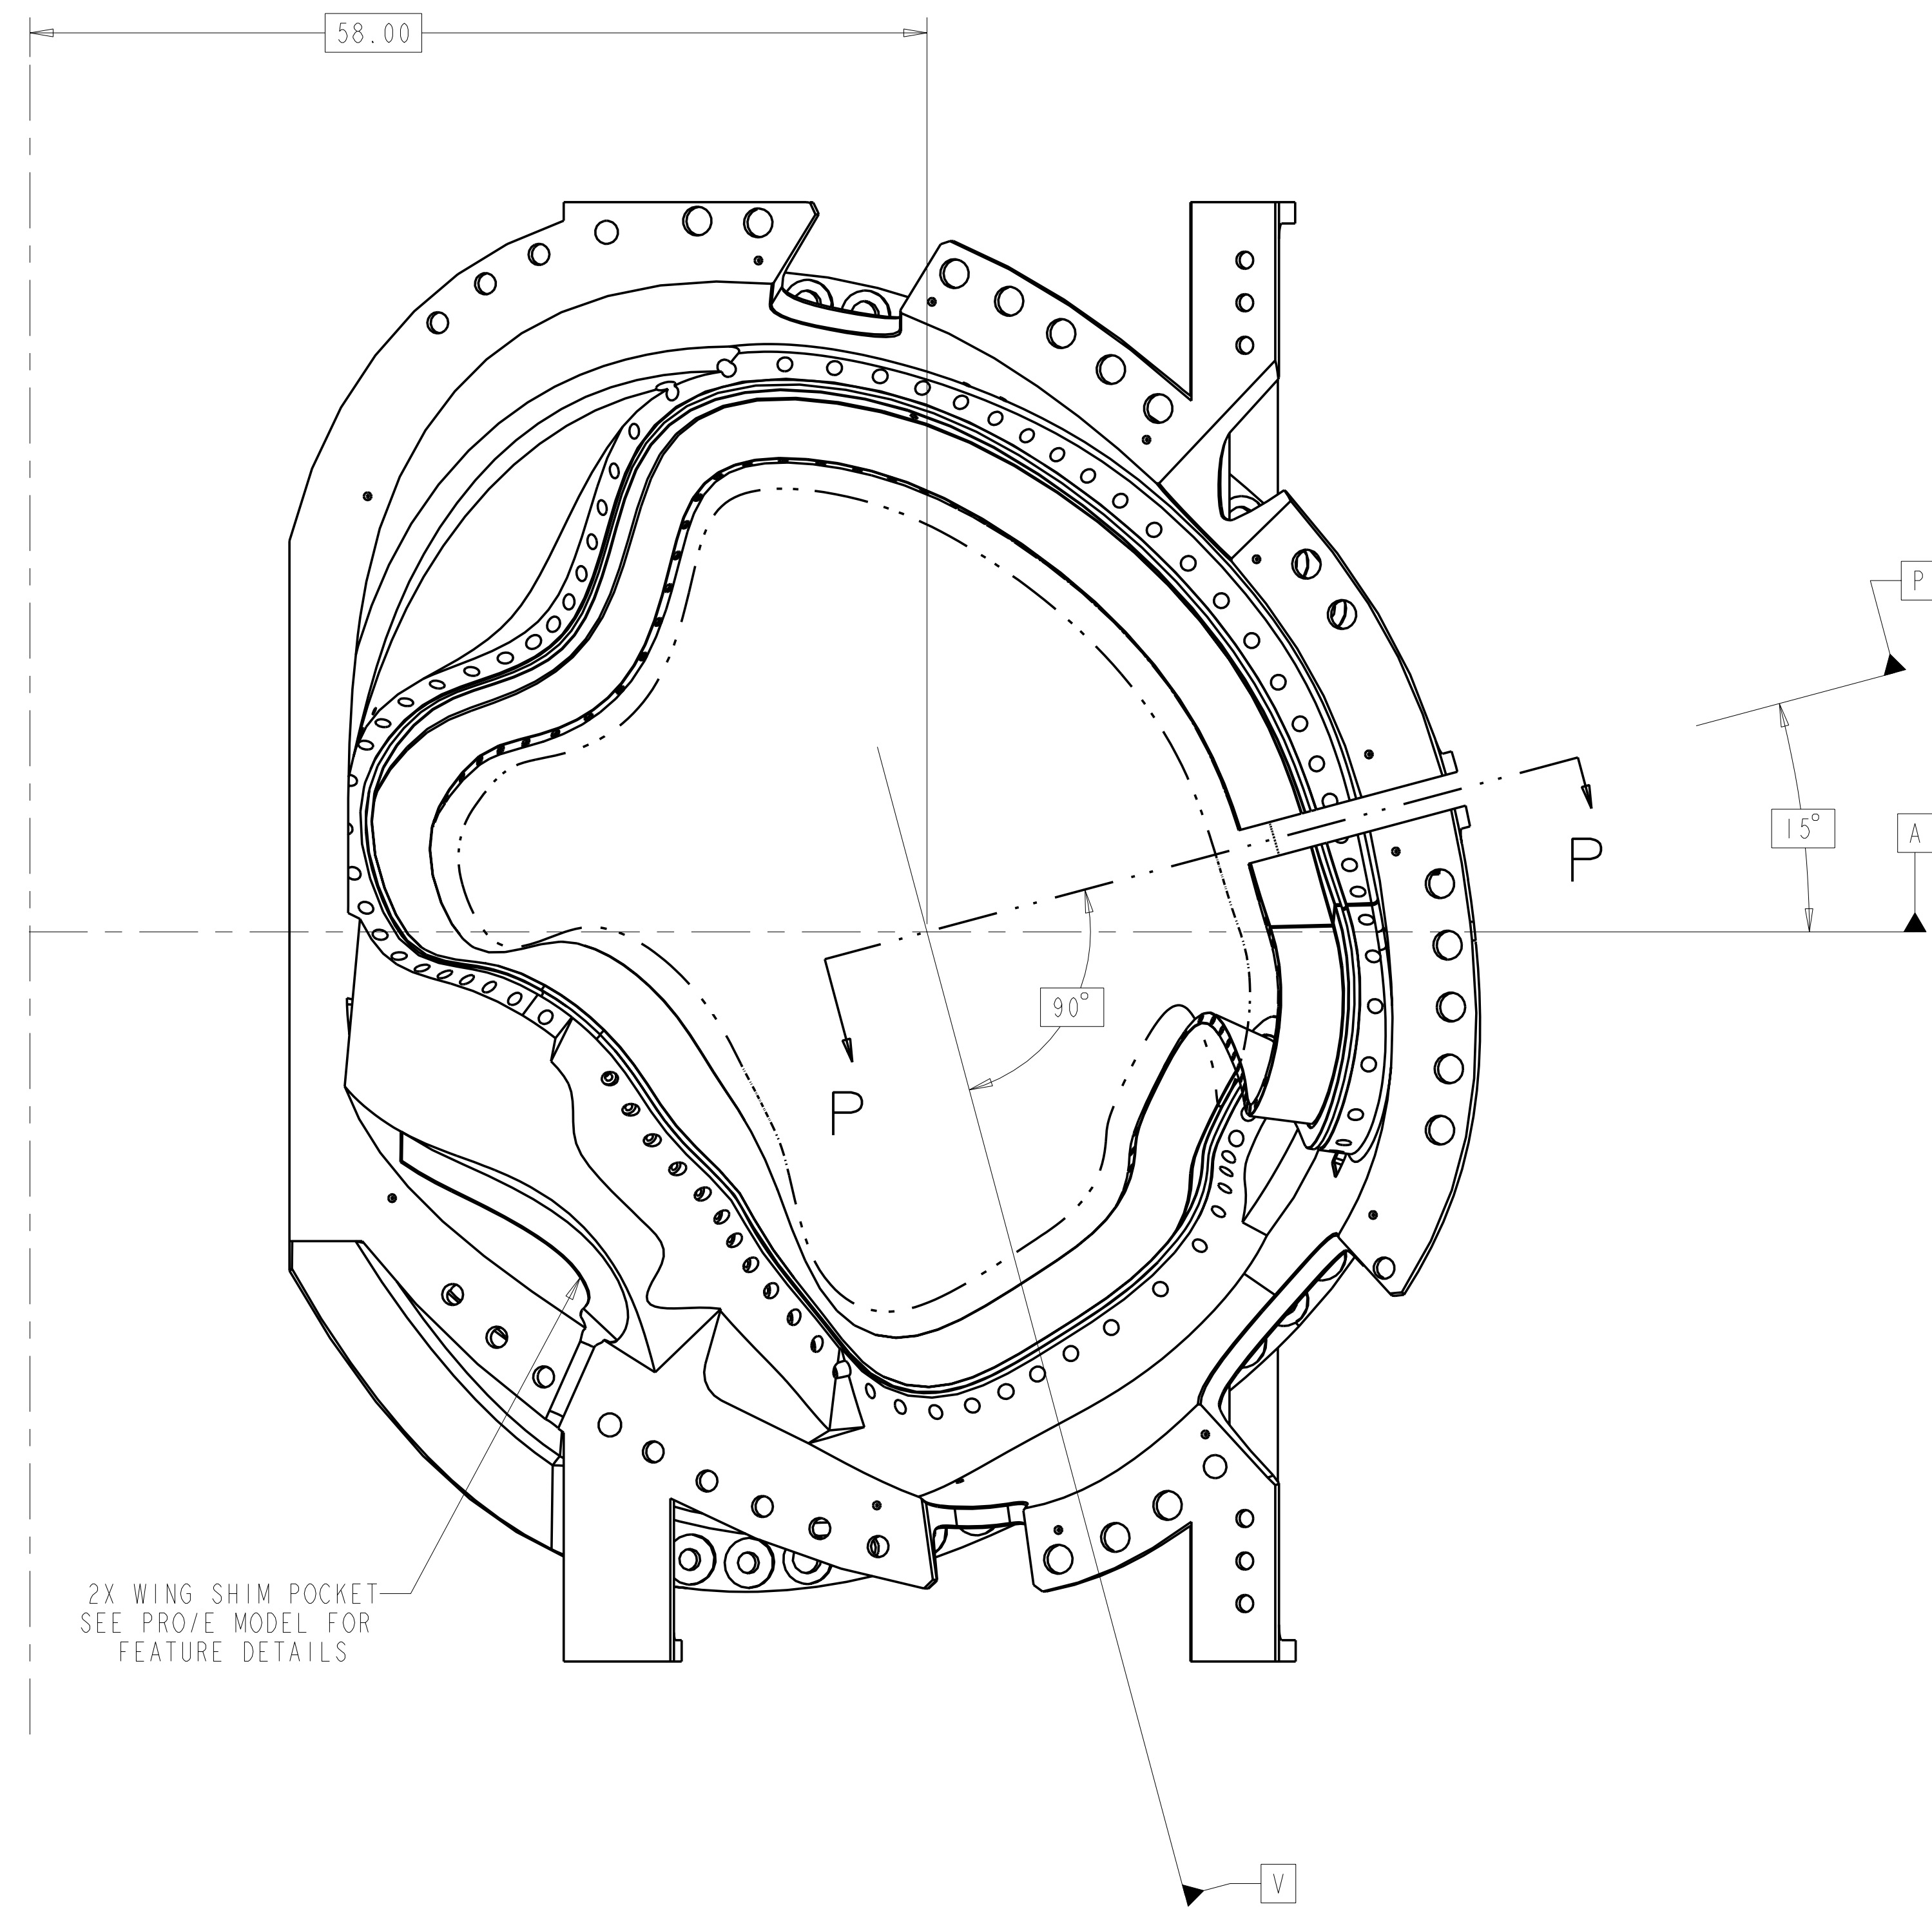 58.00
P
15°
A
P
90°
P
2X WING SHIM POCKET
SEE PRO/E MODEL FOR
FEATURE DETAILS
V